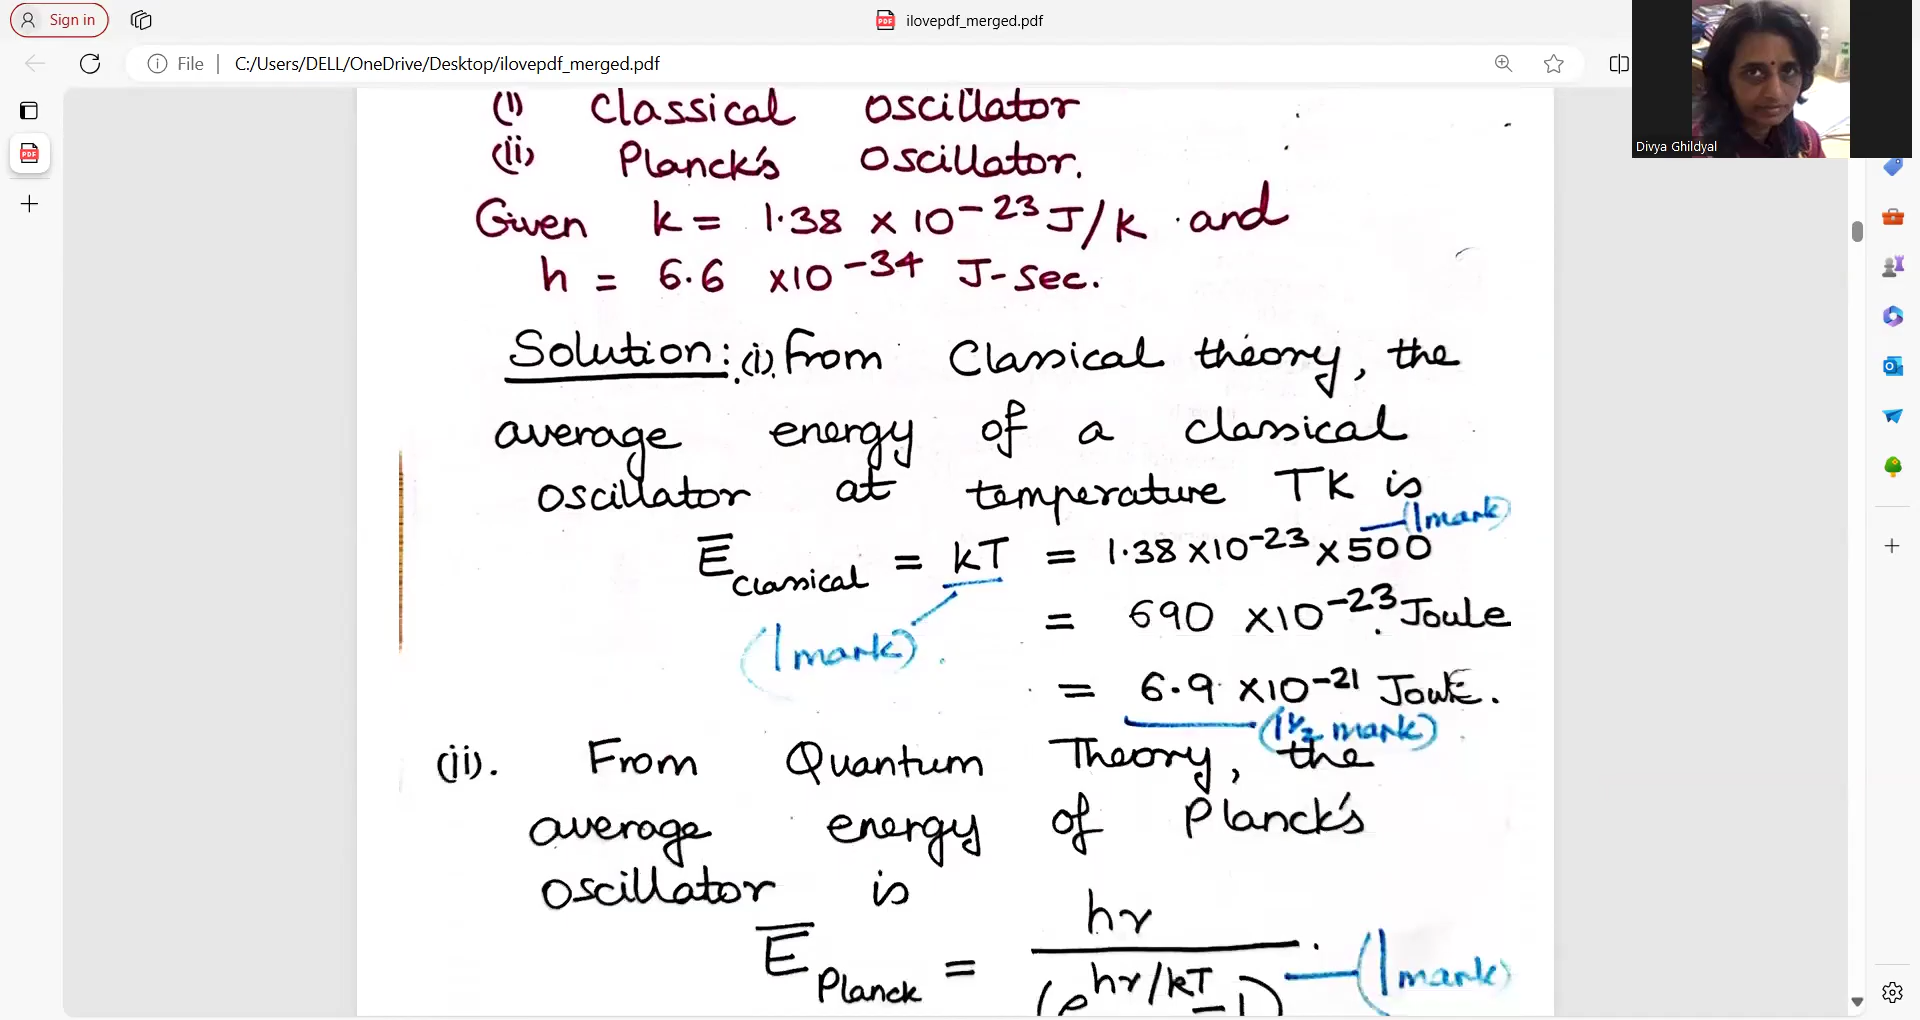 Sign in
ilovepdf_merged.pdf
File
C:/Users/DELL/OneDrive/Desktop/ilovepdf_merged.pdf
Divya Ghildyal
(i) Classical Oscillator
(ii) Planck's Oscillator.
Given k = 1.38 × 10-23 J/K and
h = 6.6 ×10-34 J-sec.
Solution: (i). From Classical theory, the
average energy of a classical
oscillator at temperature TK is
(1 mark)
E̅ Classical = kT = 1.38 ×10-23 × 500
= 690 ×10-23 Joule
(1 mark).
= 6.9 ×10-21 Joule.
(1½ mark)
(ii). From Quantum Theory, the
average energy of Planck's
oscillator is
E̅ Planck = hν / (e hν/kT - 1) (1 mark)